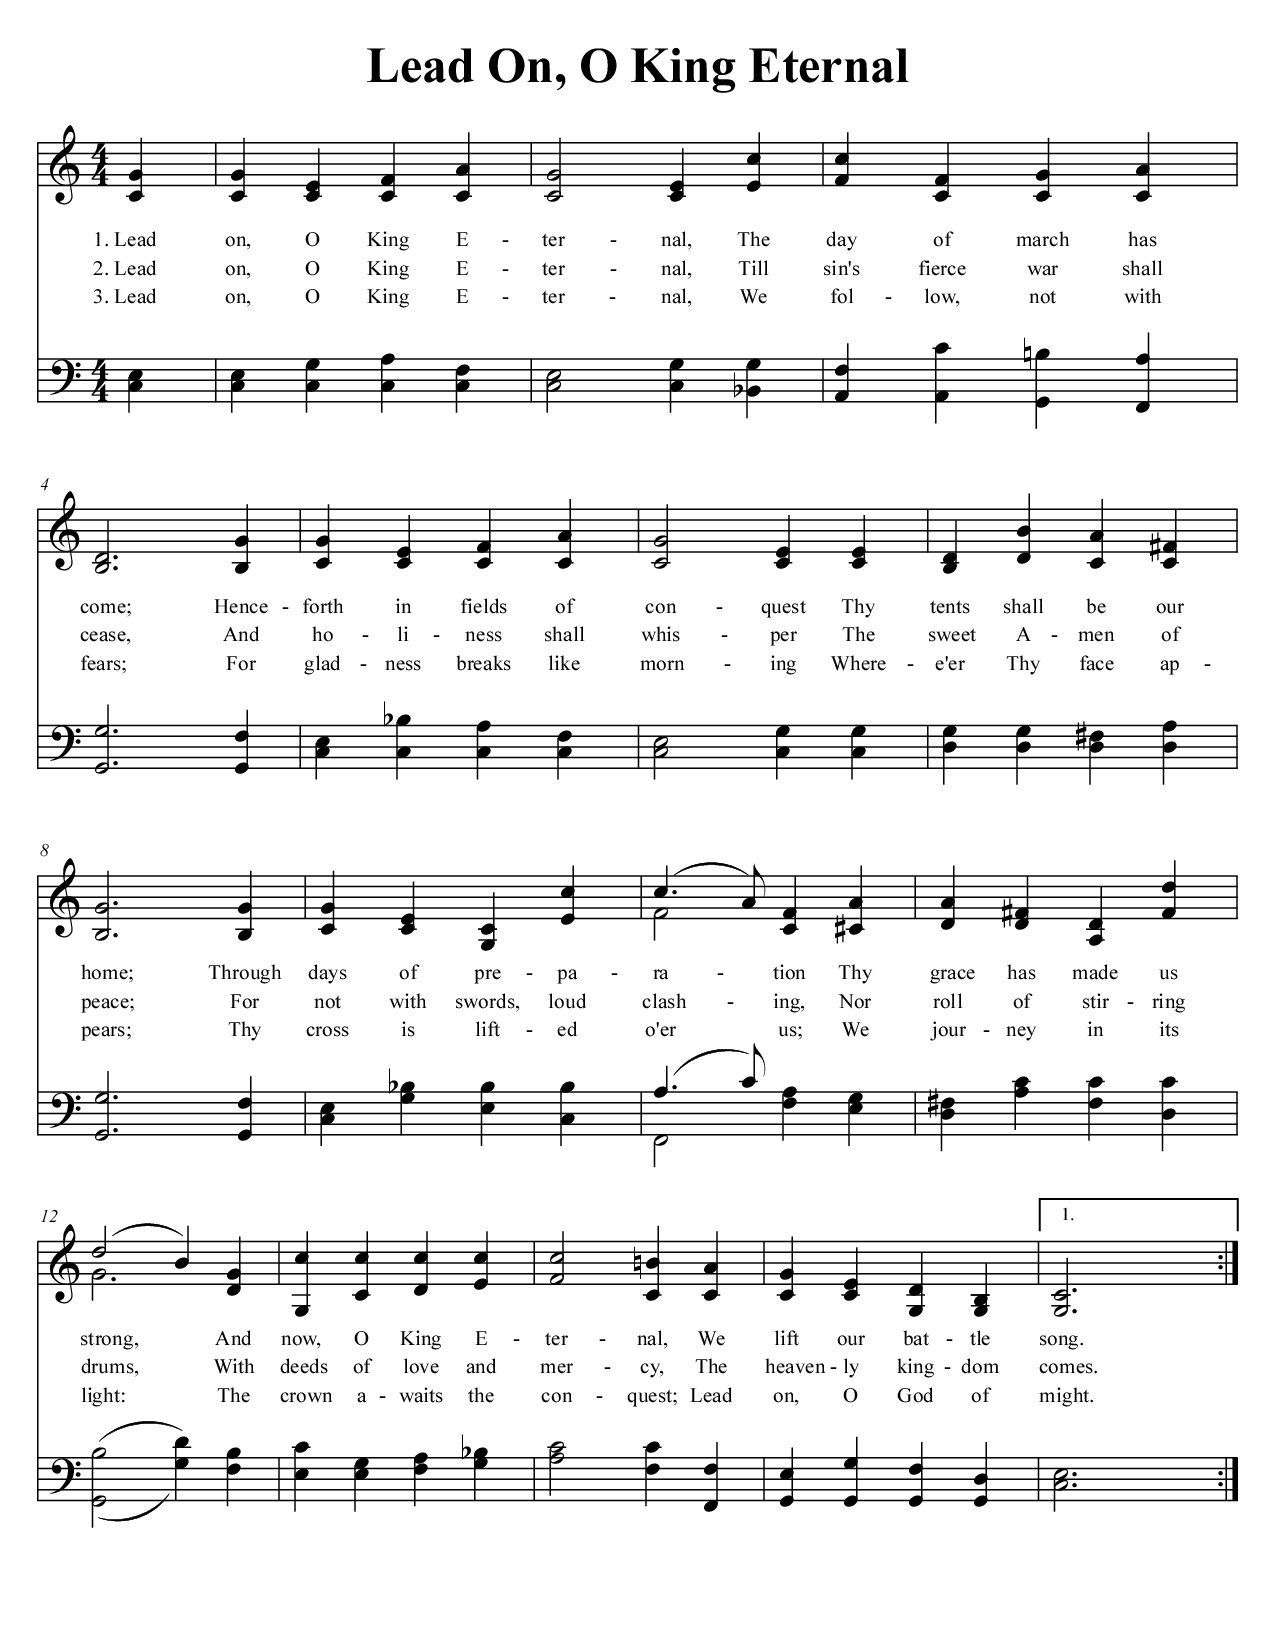 Lead On, O King Eternal
1. Lead on, O King E - ter - nal, The day of march has
2. Lead on, O King E - ter - nal, Till sin's fierce war shall
3. Lead on, O King E - ter - nal, We fol - low, not with
4
come; Hence - forth in fields of con - quest Thy tents shall be our
cease, And ho - li - ness shall whis - per The sweet A - men of
fears; For glad - ness breaks like morn - ing Where - e'er Thy face ap -
8
home; Through days of pre - pa - ra - tion Thy grace has made us
peace; For not with swords, loud clash - ing, Nor roll of stir - ring
pears; Thy cross is lift - ed o'er us; We jour - ney in its
12
1.
strong, And now, O King E - ter - nal, We lift our bat - tle song.
drums, With deeds of love and mer - cy, The heaven - ly king - dom comes.
light: The crown a - waits the con - quest; Lead on, O God of might.